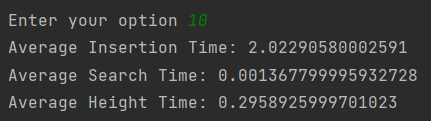 Enter your option 10
Average Insertion Time: 2.02290580002591
Average Search Time: 0.001367799995932728
Average Height Time: 0.2958925999701023